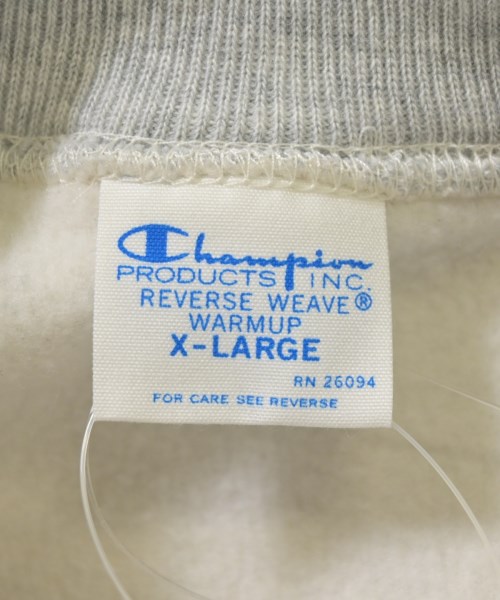 Champion
PRODUCTS INC.
REVERSE WEAVE®
WARMUP
X-LARGE
RN 26094
FOR CARE SEE REVERSE